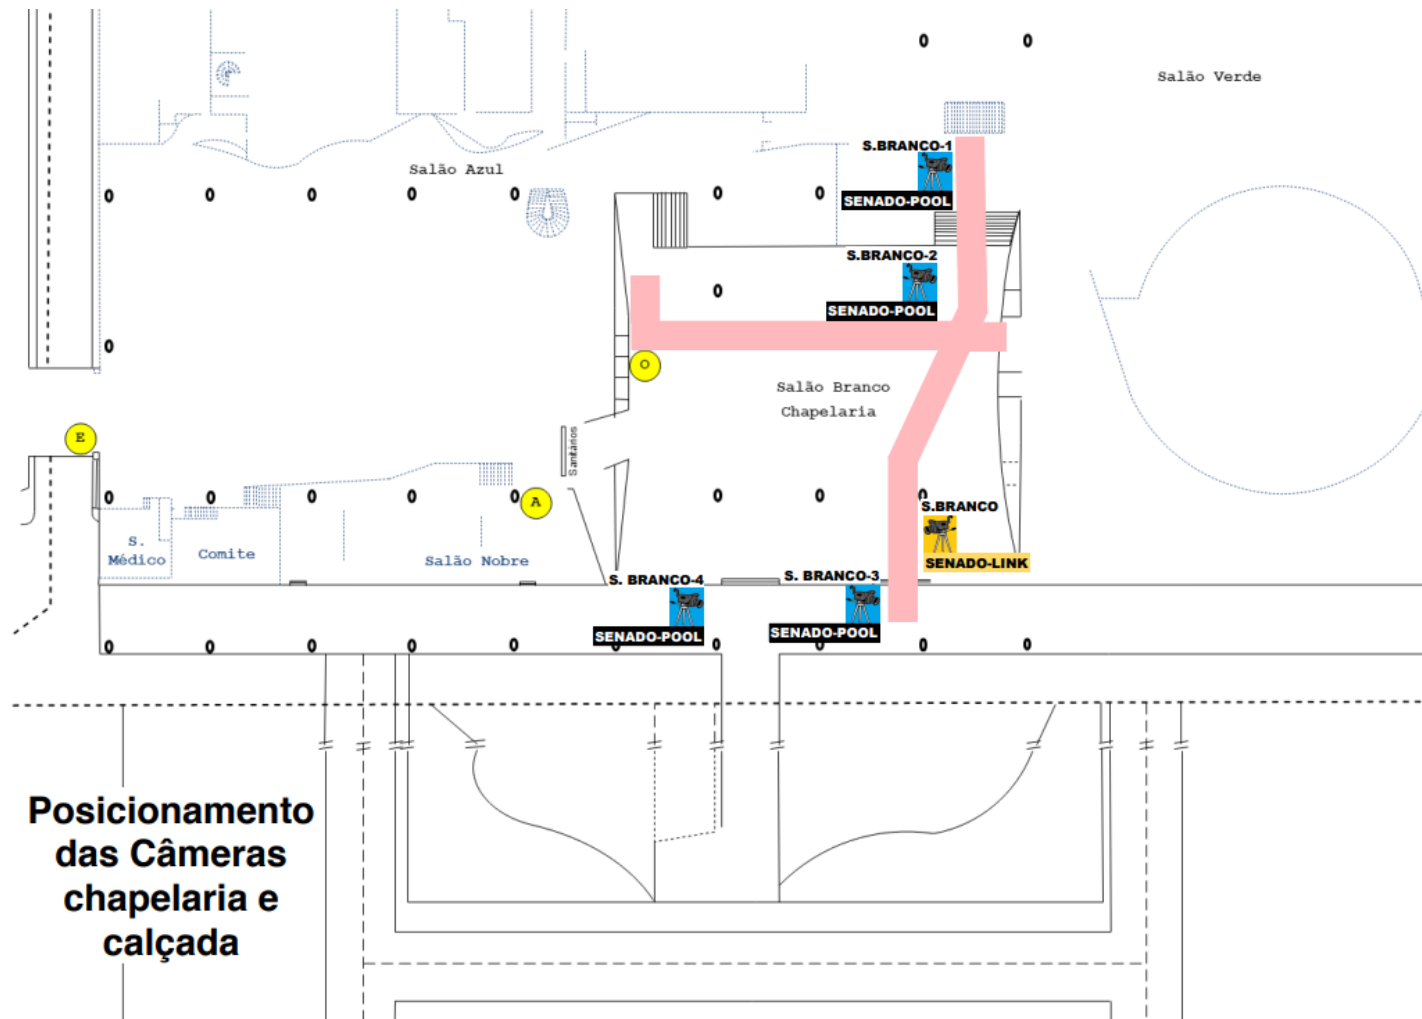 Salão Verde
S.BRANCO-1
SENADO-POOL
Salão Azul
S.BRANCO-2
SENADO-POOL
O
Salão Branco
Chapelaria
E
Sanitários
A
S.BRANCO
SENADO-LINK
S.
Médico
Comite
Salão Nobre
S. BRANCO-4
SENADO-POOL
S. BRANCO-3
SENADO-POOL
Posicionamento
das Câmeras
chapelaria e
calçada